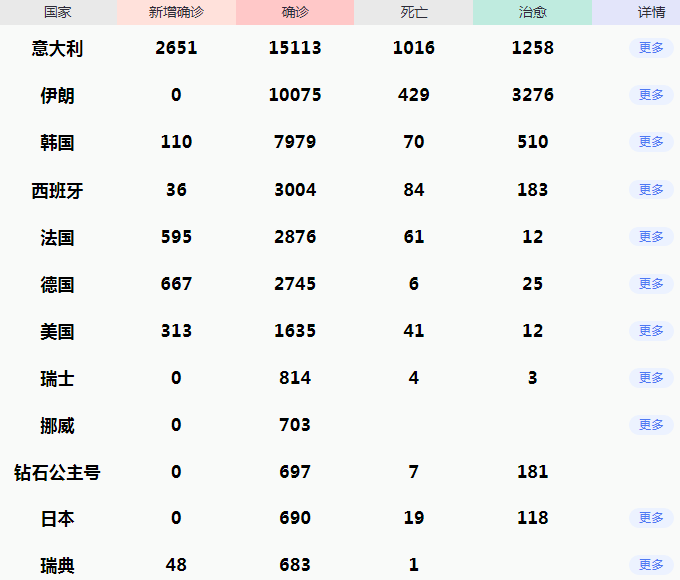 国家 新增确诊 确诊 死亡 治愈 详情
意大利 2651 15113 1016 1258 更多
伊朗 0 10075 429 3276 更多
韩国 110 7979 70 510 更多
西班牙 36 3004 84 183 更多
法国 595 2876 61 12 更多
德国 667 2745 6 25 更多
美国 313 1635 41 12 更多
瑞士 0 814 4 3 更多
挪威 0 703 更多
钻石公主号 0 697 7 181
日本 0 690 19 118 更多
瑞典 48 683 1 更多